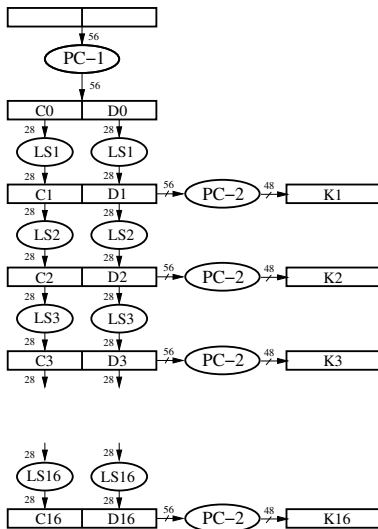 56
PC-1
56
C0 D0
28 28
LS1 LS1
28 28
C1 D1 56 PC-2 48 K1
28 28
LS2 LS2
28 28
C2 D2 56 PC-2 48 K2
28 28
LS3 LS3
28 28
C3 D3 56 PC-2 48 K3
28 28
28 28
LS16 LS16
28 28
C16 D16 56 PC-2 48 K16